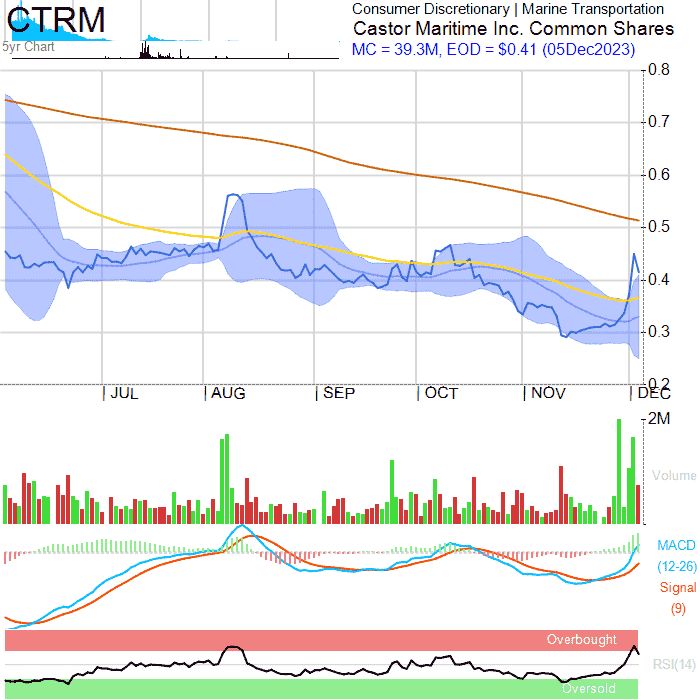 CTRM
5yr Chart
Consumer Discretionary | Marine Transportation
Castor Maritime Inc. Common Shares
MC = 39.3M, EOD = $0.41 (05Dec2023)
0.8
0.7
0.6
0.5
0.4
0.3
0.2
JUL
AUG
SEP
OCT
NOV
DEC
2M
Volume
MACD
(12-26)
Signal
(9)
Overbought
RSI(14)
Oversold